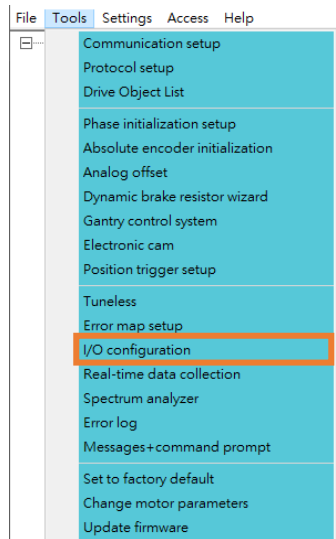 File Tools Settings Access Help
Communication setup
Protocol setup
Drive Object List
Phase initialization setup
Absolute encoder initialization
Analog offset
Dynamic brake resistor wizard
Gantry control system
Electronic cam
Position trigger setup
Tuneless
Error map setup
I/O configuration
Real-time data collection
Spectrum analyzer
Error log
Messages+command prompt
Set to factory default
Change motor parameters
Update firmware